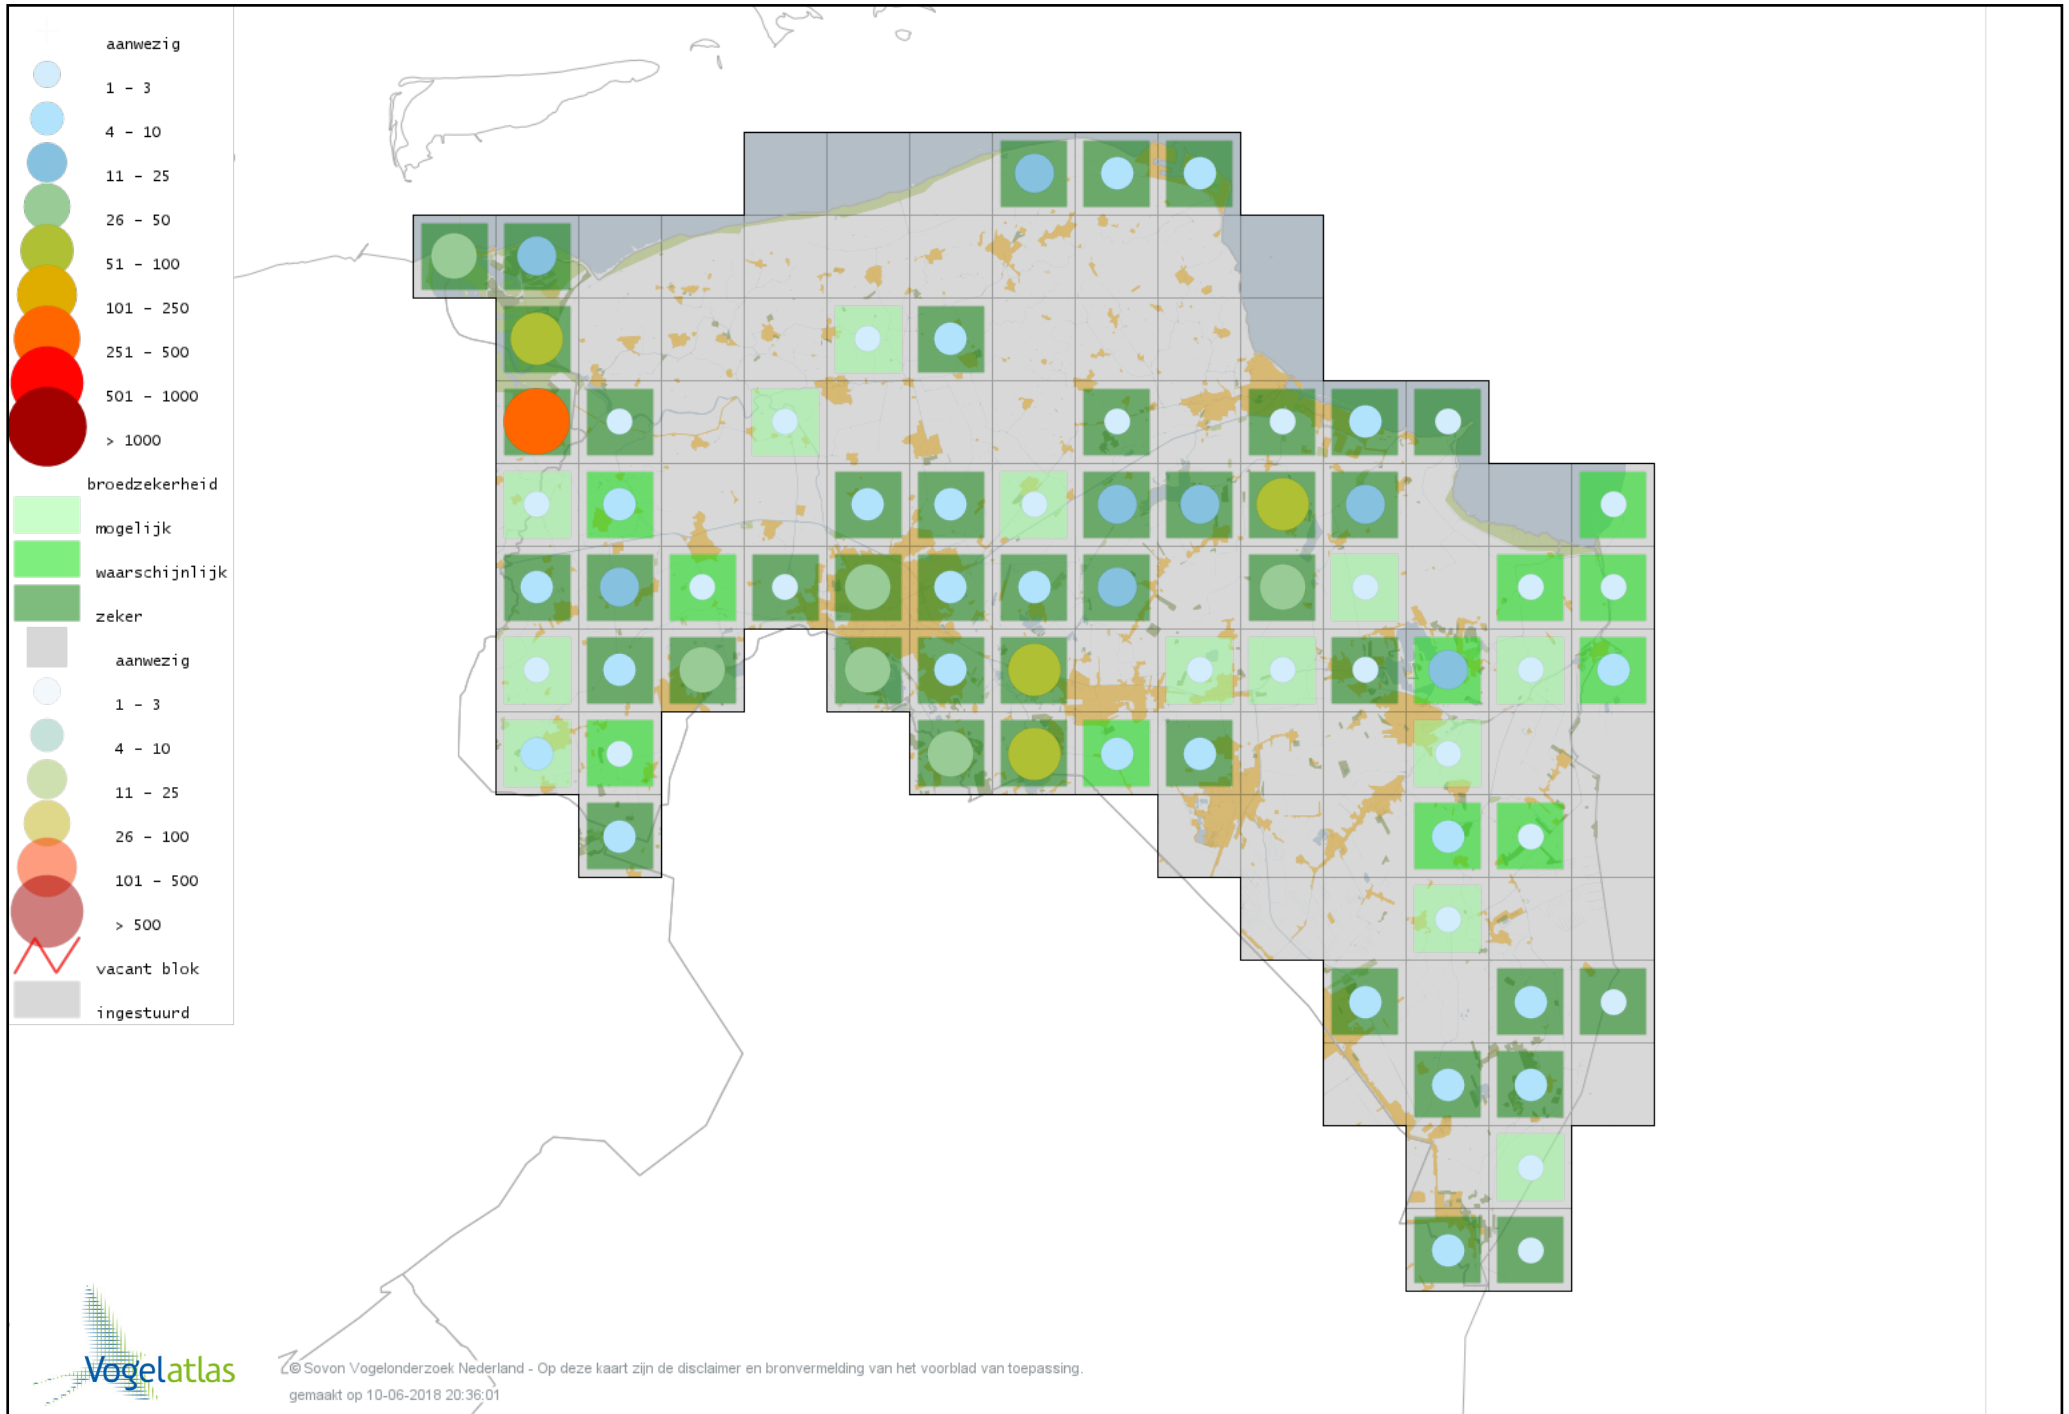 aanwezig
1 - 3
4 - 10
11 - 25
26 - 50
51 - 100
101 - 250
251 - 500
501 - 1000
> 1000
broedzekerheid
mogelijk
waarschijnlijk
zeker
aanwezig
1 - 3
4 - 10
11 - 25
26 - 100
101 - 500
> 500
vacant blok
ingestuurd
Vogelatlas
© Sovon Vogelonderzoek Nederland - Op deze kaart zijn de disclaimer en bronvermelding van het voorblad van toepassing.
gemaakt op 10-06-2018 20:36:01